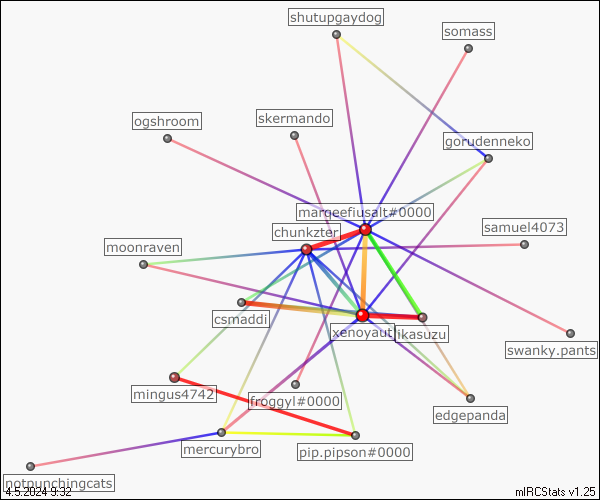 shutupgaydog
somass
ogshroom
skermando
gorudenneko
marqeefiusalt#0000
chunkzter
samuel4073
moonraven
csmaddi
xenoyaut
ikasuzu
swanky.pants
mingus4742
froggyl#0000
edgepanda
mercurybro
pip.pipson#0000
notpunchingcats
4.5.2024 9:32
mIRCStats v1.25